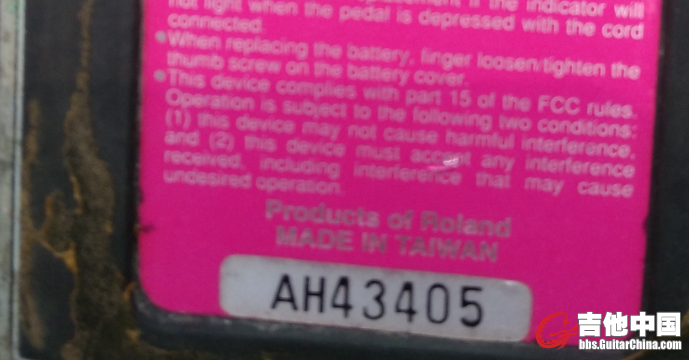 not light when the pedal is depressed with the cord
connected.
•When replacing the battery, finger loosen/tighten the
thumb screw on the battery cover.
•This device complies with part 15 of the FCC rules.
Operation is subject to the following two conditions:
(1) this device may not cause harmful interference,
and (2) this device must accept any interference
received, including interference that may cause
undesired operation.
Products of Roland
MADE IN TAIWAN
AH43405
吉他中国
bbs.GuitarChina.com